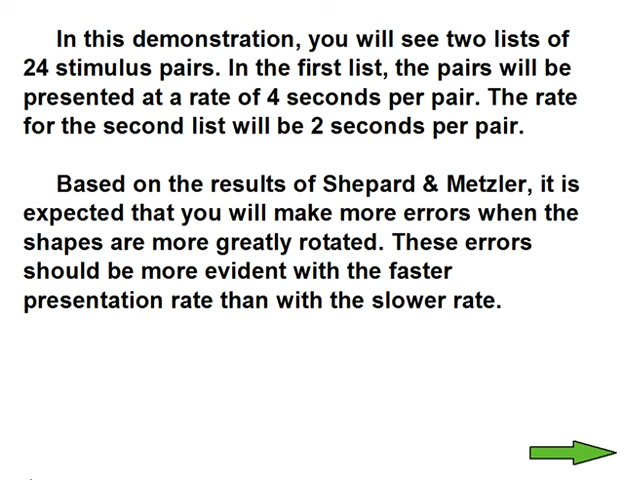 In this demonstration, you will see two lists of
24 stimulus pairs. In the first list, the pairs will be
presented at a rate of 4 seconds per pair. The rate
for the second list will be 2 seconds per pair.
Based on the results of Shepard & Metzler, it is
expected that you will make more errors when the
shapes are more greatly rotated. These errors
should be more evident with the faster
presentation rate than with the slower rate.